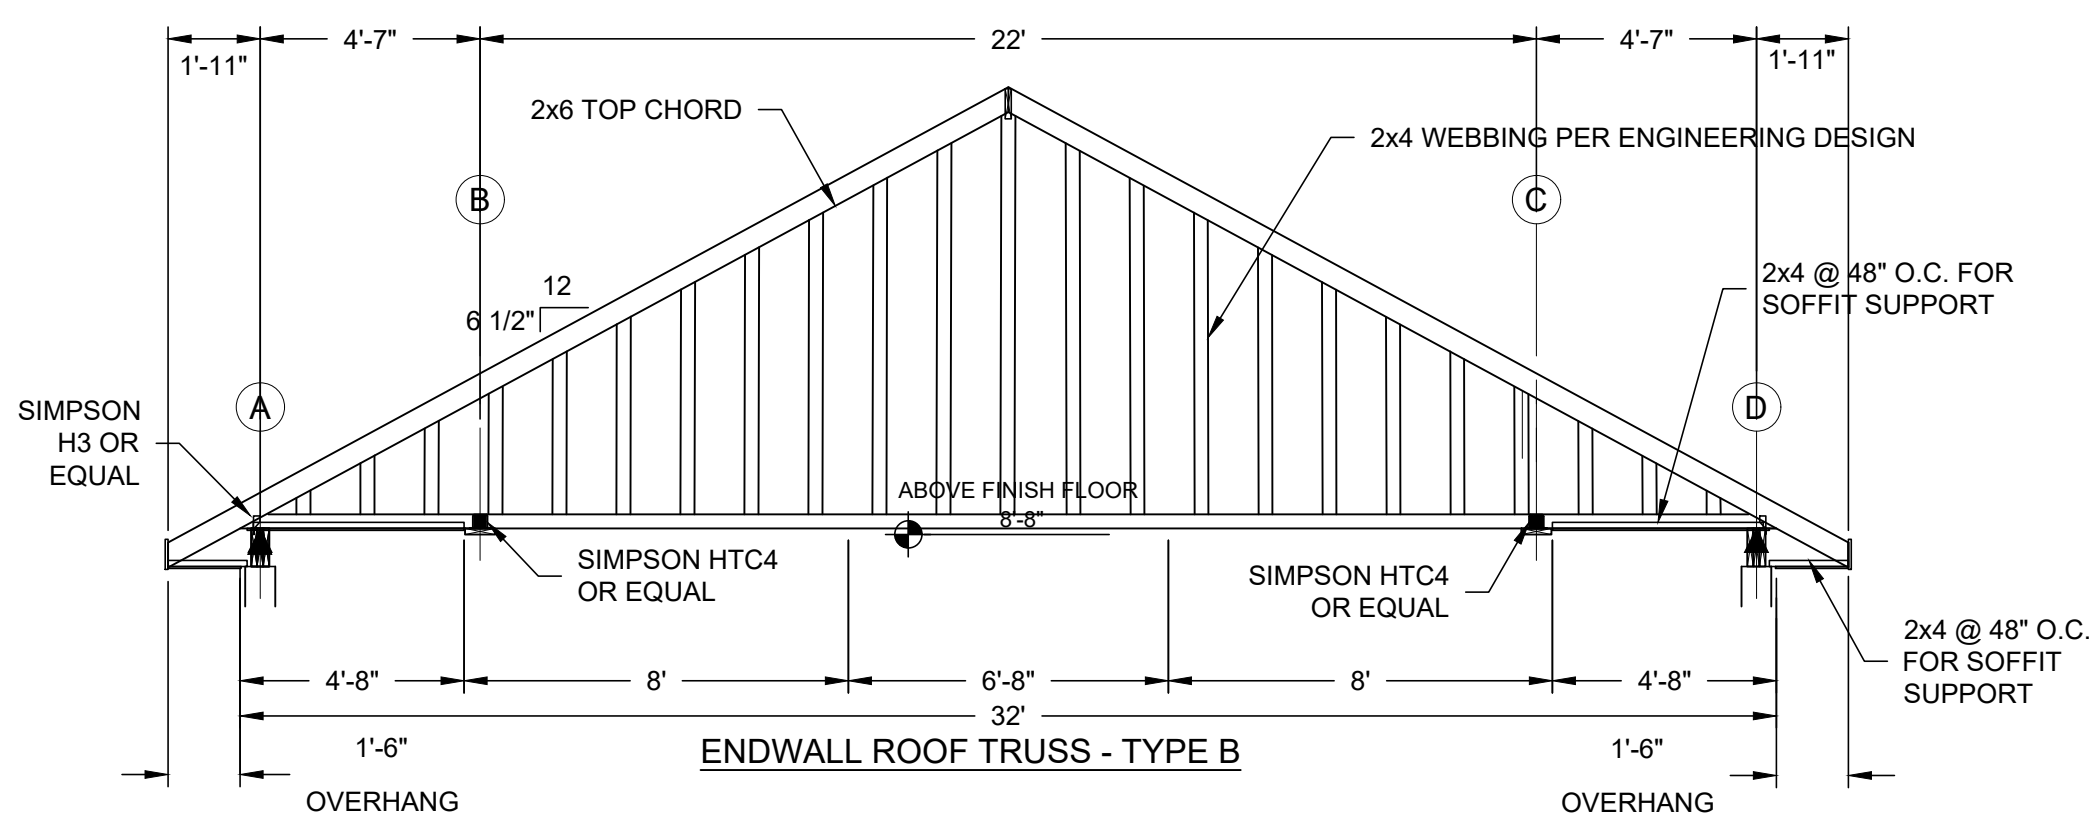 4'-7"
22'
4'-7"
1'-11"
1'-11"
2x6 TOP CHORD
2x4 WEBBING PER ENGINEERING DESIGN
B
C
12
6 1/2"
2x4 @ 48" O.C. FOR
SOFFIT SUPPORT
A
D
SIMPSON
H3 OR
EQUAL
ABOVE FINISH FLOOR
8'-8"
SIMPSON HTC4
OR EQUAL
SIMPSON HTC4
OR EQUAL
2x4 @ 48" O.C.
FOR SOFFIT
SUPPORT
4'-8"
8'
6'-8"
8'
4'-8"
32'
1'-6"
ENDWALL ROOF TRUSS - TYPE B
1'-6"
OVERHANG
OVERHANG